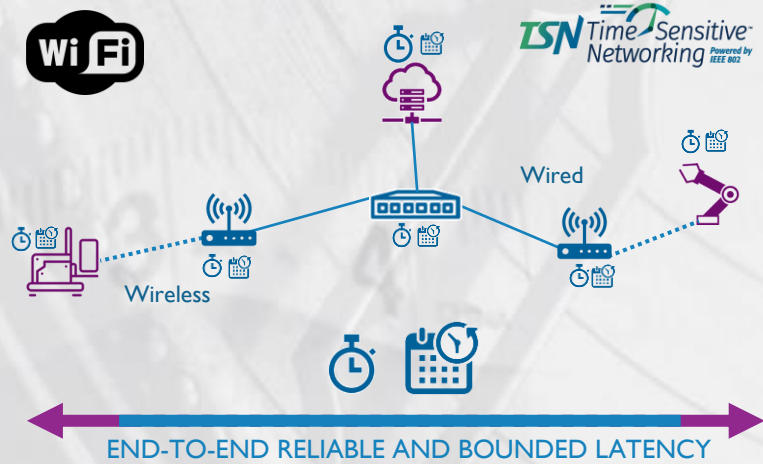 Wi Fi
TSN Time-Sensitive
Networking Powered by
IEEE 802
Wired
Wireless
END-TO-END RELIABLE AND BOUNDED LATENCY